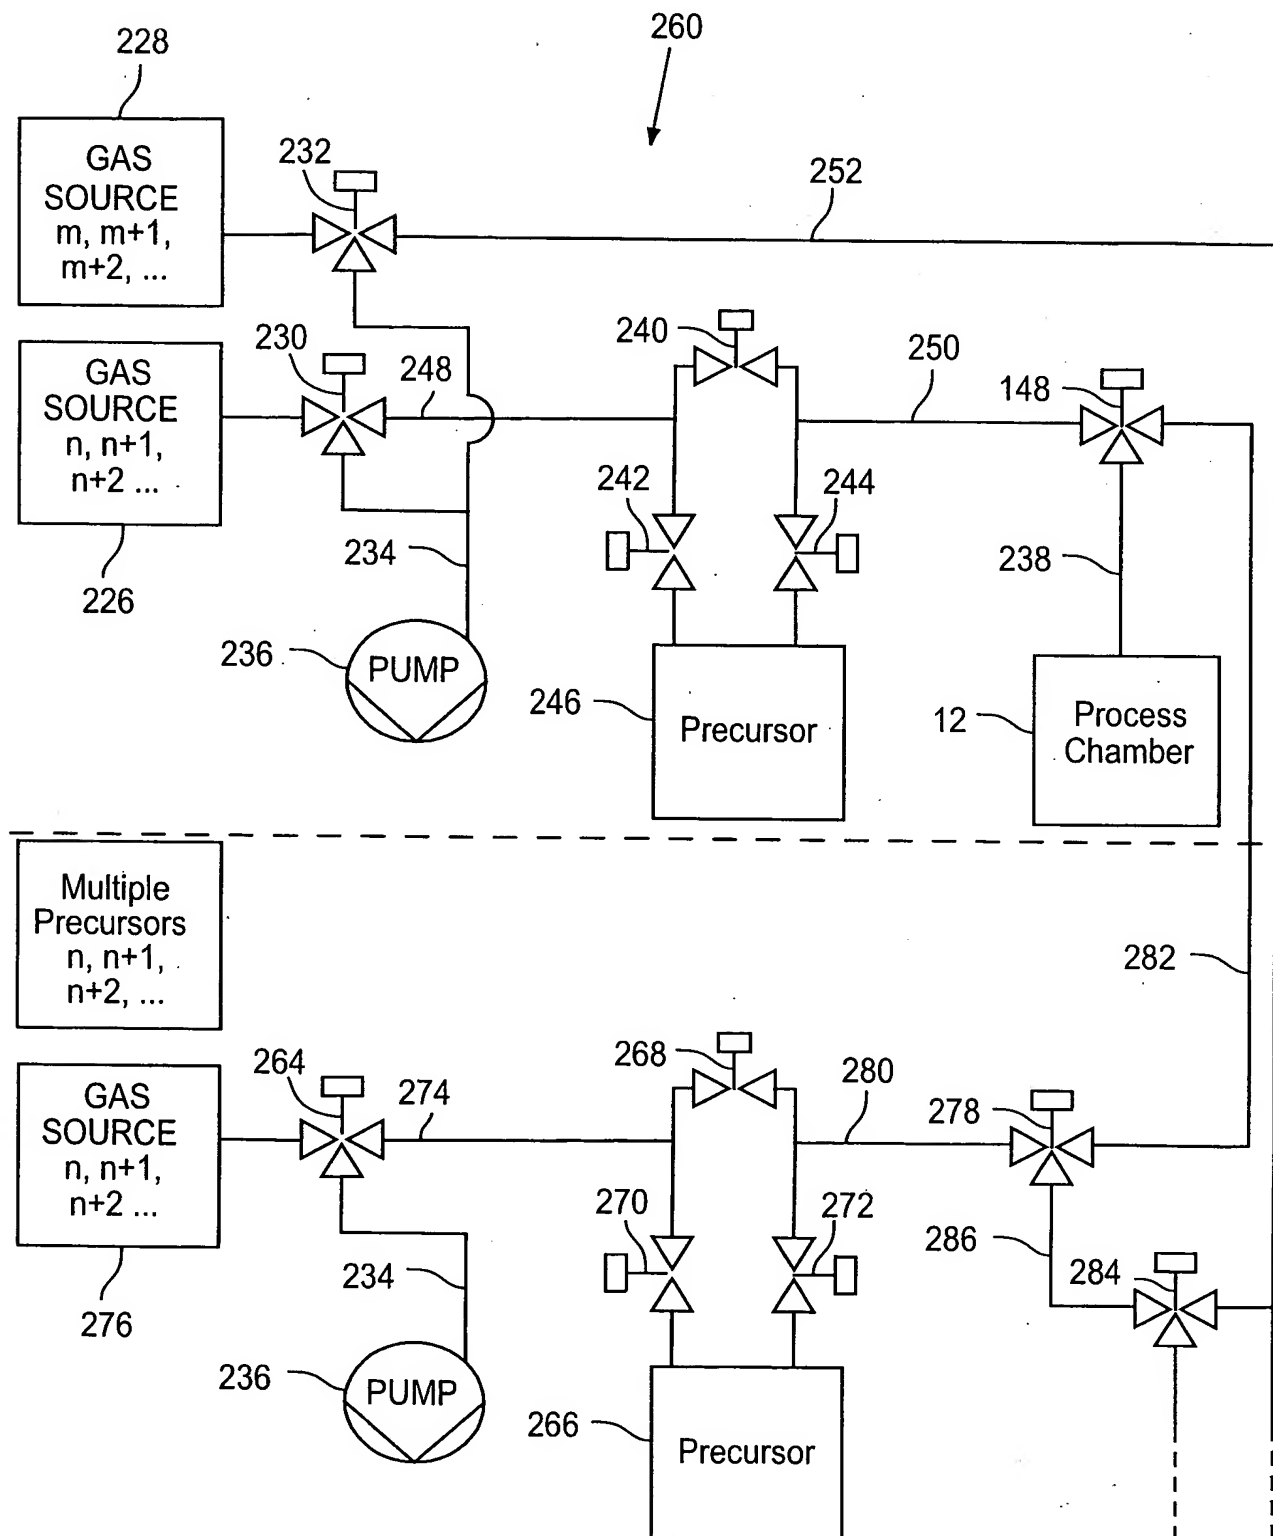 260
228
GAS
SOURCE
m, m+1,
m+2, ...
232
252
GAS
SOURCE
n, n+1,
n+2 ...
226
230
248
240
250
148
242
244
234
238
236
PUMP
246
Precursor
12
Process
Chamber
Multiple
Precursors
n, n+1,
n+2, ...
282
264
274
268
280
278
GAS
SOURCE
n, n+1,
n+2 ...
276
270
272
286
284
234
236
PUMP
266
Precursor